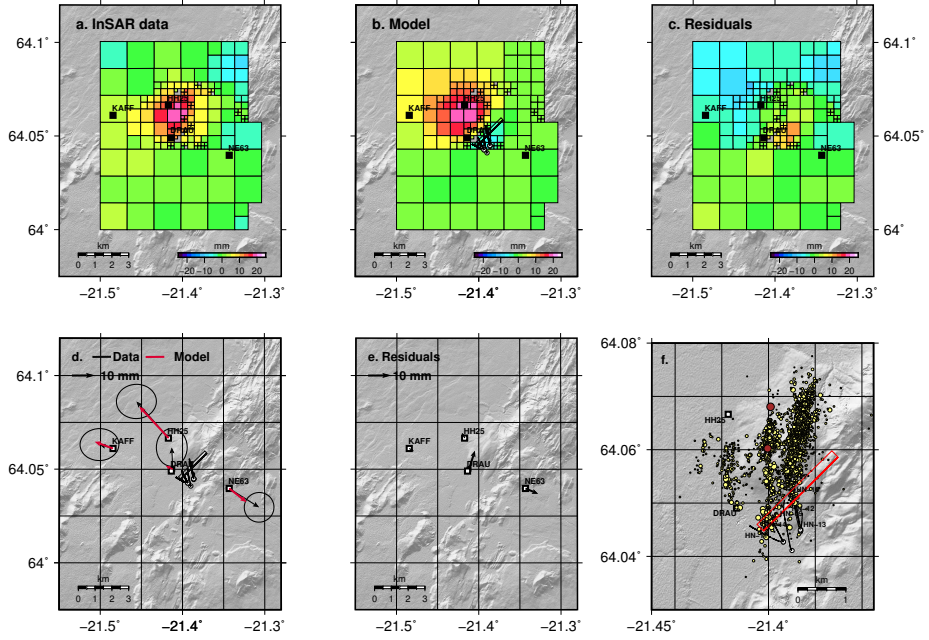 a. InSAR data
b. Model
c. Residuals
64.1°
64.1°
KAFF
HH25
DRAU
NE63
KAFF
HH25
DRAU
NE63
KAFF
HH25
DRAU
NE63
64.05°
64.05°
64°
64°
km
0 1 2 3
mm
−20 −10 0 10 20
km
0 1 2 3
mm
−20 −10 0 10 20
km
0 1 2 3
mm
−20 −10 0 10 20
−21.5°
−21.4°
−21.3°
−21.5°
−21.4°
−21.3°
−21.5°
−21.4°
−21.3°
d.
Data
Model
10 mm
e. Residuals
10 mm
f.
64.1°
64.05°
64°
64.08°
64.06°
64.04°
KAFF
HH25
DRAU
NE63
KAFF
HH25
DRAU
NE63
HH25
DRAU
HN−13
km
0 1 2 3
km
0 1 2 3
km
0 1
−21.5°
−21.4°
−21.3°
−21.5°
−21.4°
−21.3°
−21.45°
−21.4°